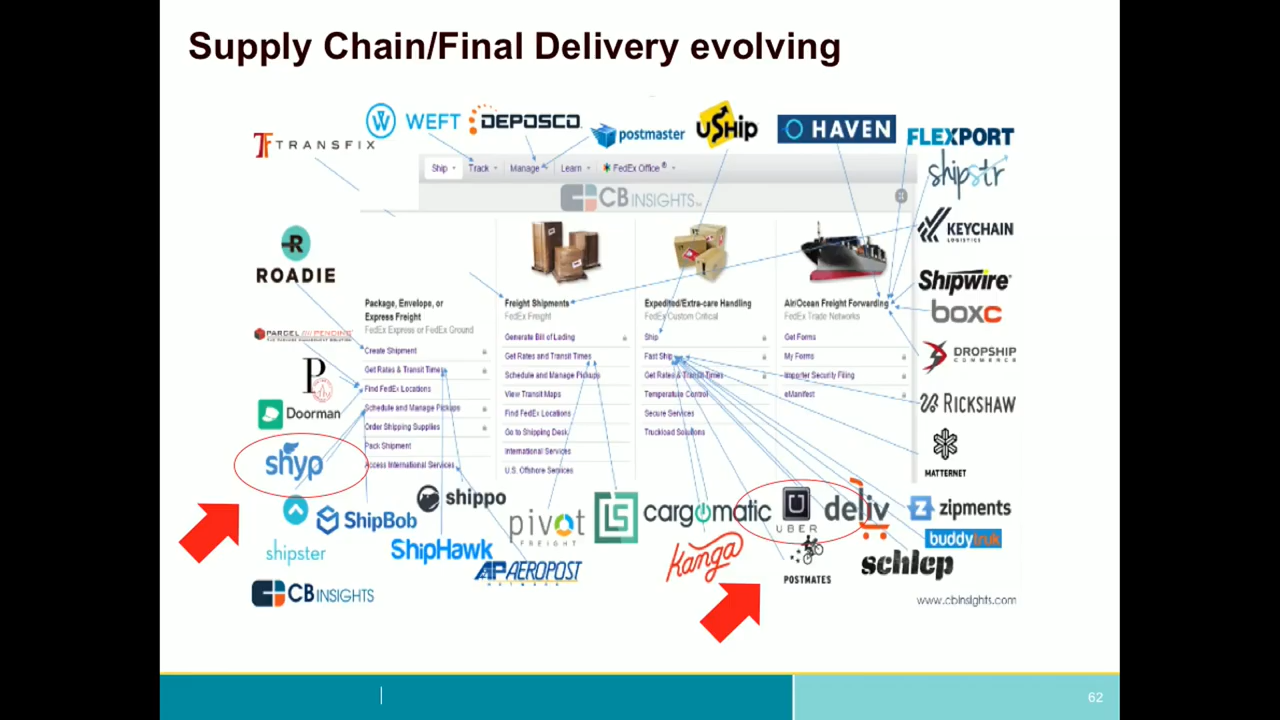 Supply Chain/Final Delivery evolving
TRANSFIX
WEFT
DEPOSCO
postmaster
uShip
HAVEN
FLEXPORT
shipstr
Ship
Track
Manage
Learn
FedEx Office ®
CBINSIGHTS
KEYCHAIN
LOGISTICS
R
ROADIE
Shipwire
boxc
Package, Envelope, or
Express Freight
FedEx Express or FedEx Ground
Create Shipment
Get Rates & Transit Times
Find FedEx Locations
Schedule and Manage Pickups
Order Shipping Supplies
Pack Shipment
Access International Services
Freight Shipments
FedEx Freight
Generate Bill of Lading
Get Rates and Transit Times
Schedule and Manage Pickups
View Transit Maps
Find FedEx Locations
Go to Shipping Desk
International Services
U.S. Offshore Services
Expedited/Extra-care Handling
FedEx Custom Critical
Ship
Fast Ship
Get Rates & Transit Times
Temperature Control
Secure Services
Truckload Solutions
Air/Ocean Freight Forwarding
FedEx Trade Networks
Get Forms
My Forms
Importer Security Filing
eManifest
PARCEL PENDING
P
Doorman
shyp
DROPSHIP
COMMERCE
RICKSHAW
MATTERNET
shipster
ShipBob
shippo
ShipHawk
pivot
FREIGHT
AEROPOST
LS
cargomatic
Kanga
U
UBER
POSTMATES
deliv
schlep
zipments
buddytruk
CBINSIGHTS
www.cbinsights.com
62